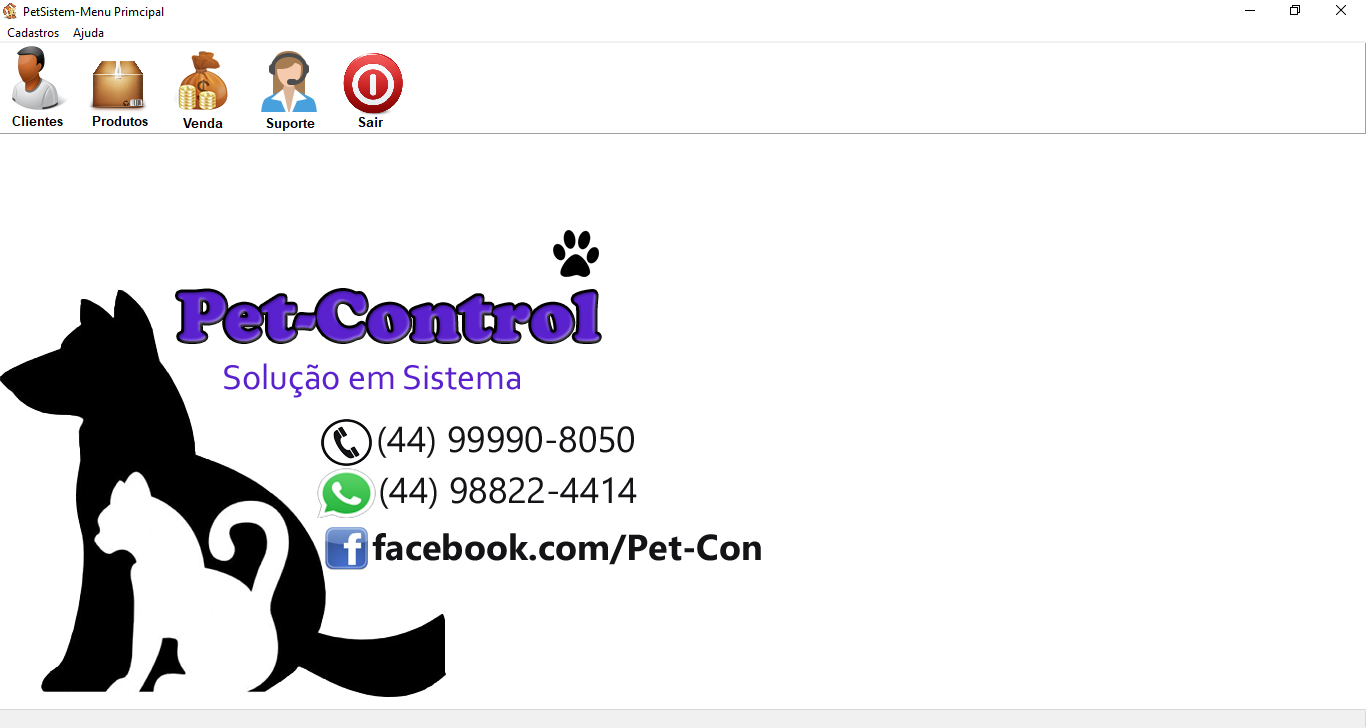 PetSistem-Menu Primcipal
Cadastros Ajuda
Clientes Produtos Venda Suporte Sair
Pet-Control
Solução em Sistema
(44) 99990-8050
(44) 98822-4414
facebook.com/Pet-Con